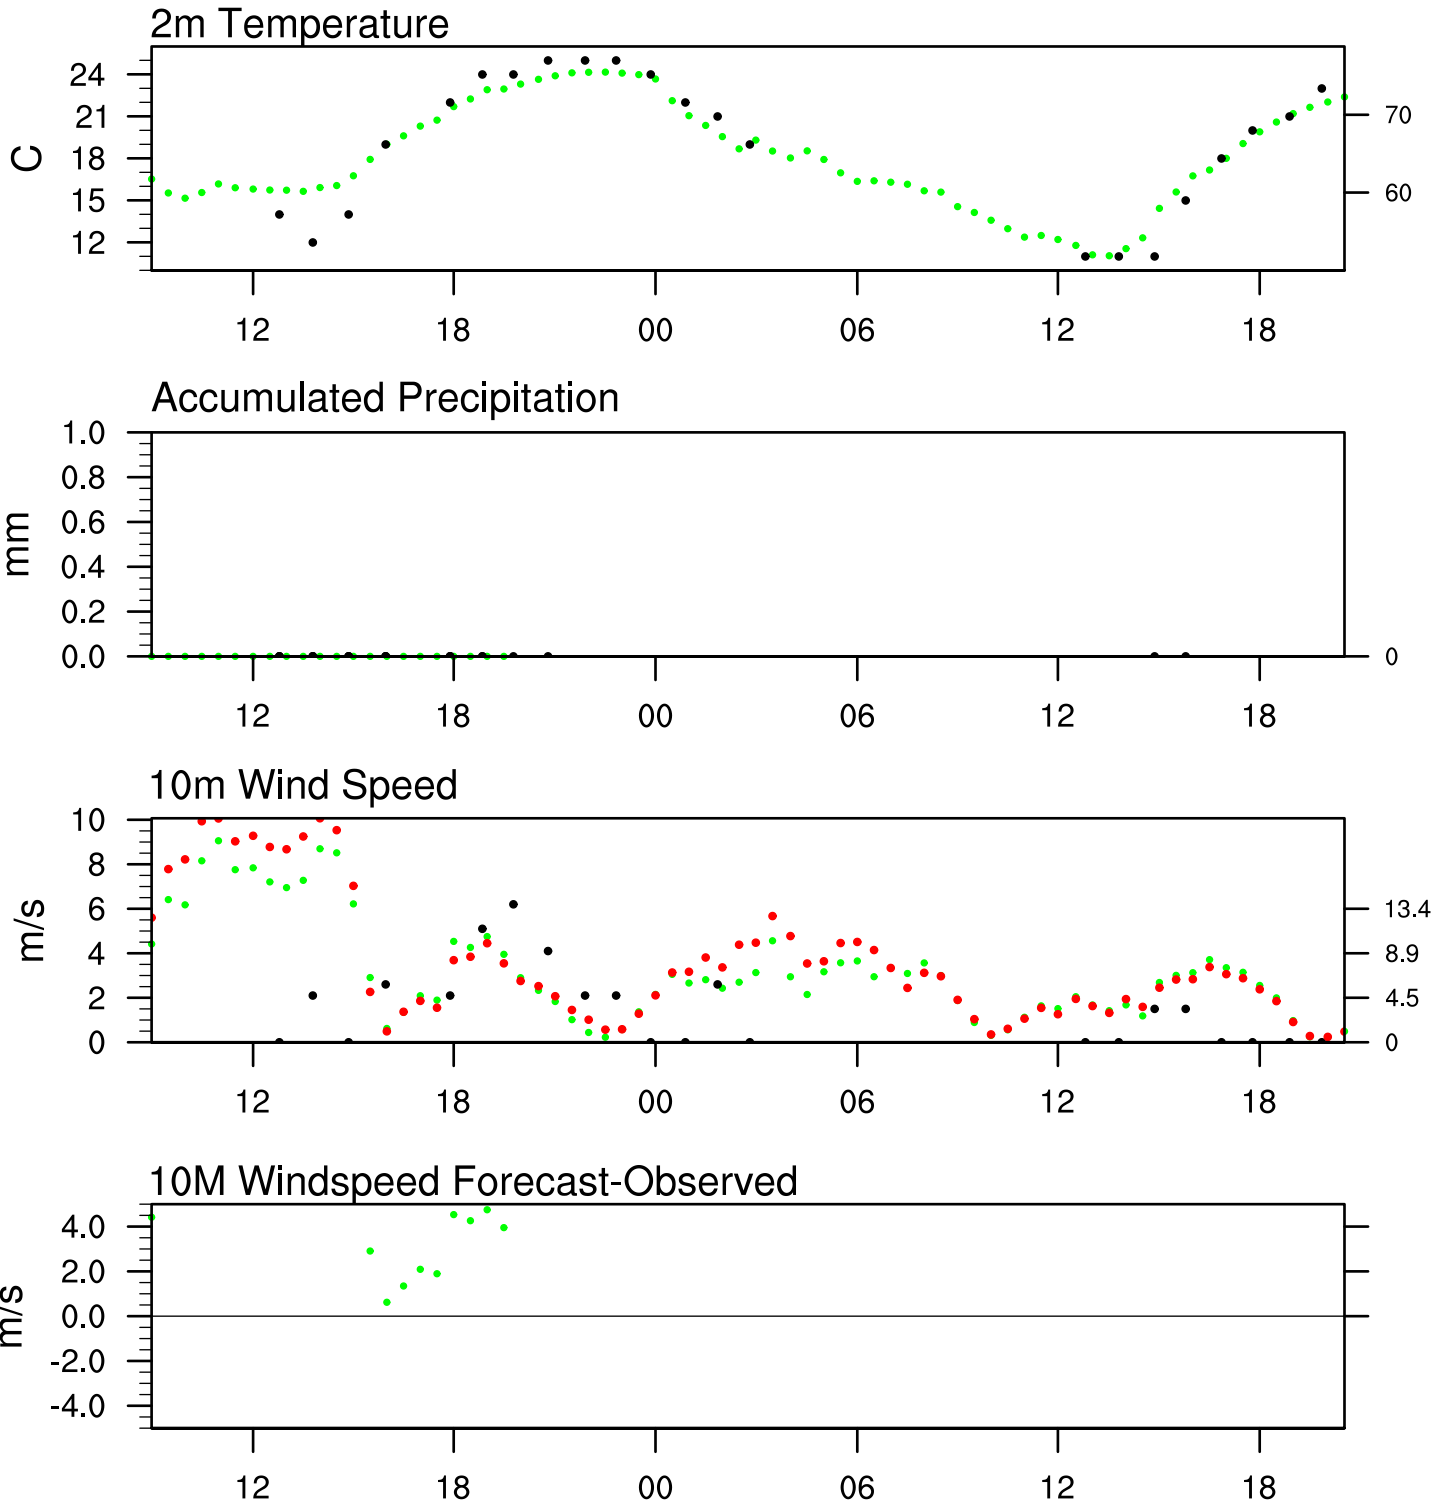 2m Temperature
24
21
18
15
12
C
70
60
12 18 00 06 12 18
Accumulated Precipitation
1.0
0.8
0.6
0.4
0.2
0.0
mm
0
12 18 00 06 12 18
10m Wind Speed
10
8
6
4
2
0
m/s
13.4
8.9
4.5
0
12 18 00 06 12 18
10M Windspeed Forecast-Observed
4.0
2.0
0.0
-2.0
-4.0
m/s
12 18 00 06 12 18